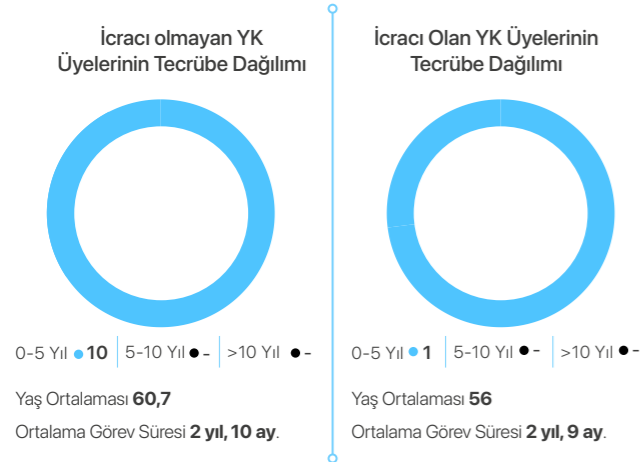 İcracı olmayan YK
Üyelerinin Tecrübe Dağılımı
0-5 Yıl 10 5-10 Yıl - >10 Yıl -
Yaş Ortalaması 60,7
Ortalama Görev Süresi 2 yıl, 10 ay.
İcracı Olan YK Üyelerinin
Tecrübe Dağılımı
0-5 Yıl 1 5-10 Yıl - >10 Yıl -
Yaş Ortalaması 56
Ortalama Görev Süresi 2 yıl, 9 ay.